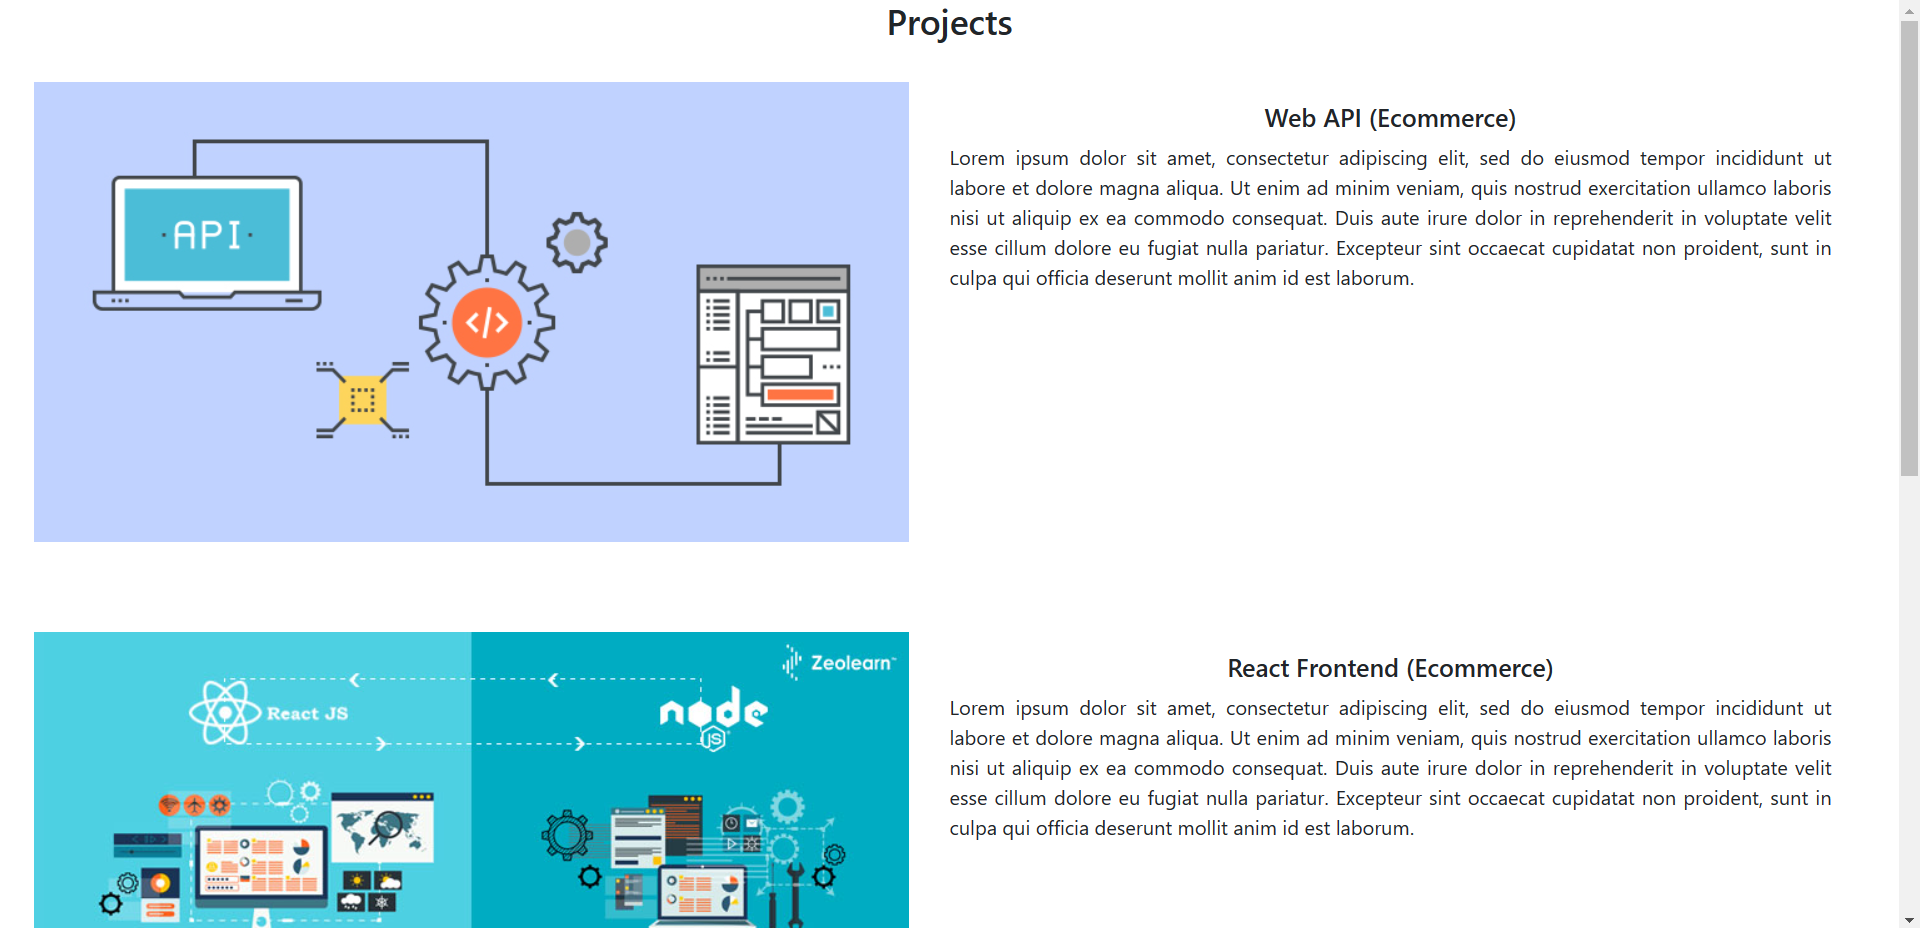 Projects
API
</>
Web API (Ecommerce)
Lorem ipsum dolor sit amet, consectetur adipiscing elit, sed do eiusmod tempor incididunt ut
labore et dolore magna aliqua. Ut enim ad minim veniam, quis nostrud exercitation ullamco laboris
nisi ut aliquip ex ea commodo consequat. Duis aute irure dolor in reprehenderit in voluptate velit
esse cillum dolore eu fugiat nulla pariatur. Excepteur sint occaecat cupidatat non proident, sunt in
culpa qui officia deserunt mollit anim id est laborum.
Zeolearn™
React JS
node
JS
React Frontend (Ecommerce)
Lorem ipsum dolor sit amet, consectetur adipiscing elit, sed do eiusmod tempor incididunt ut
labore et dolore magna aliqua. Ut enim ad minim veniam, quis nostrud exercitation ullamco laboris
nisi ut aliquip ex ea commodo consequat. Duis aute irure dolor in reprehenderit in voluptate velit
esse cillum dolore eu fugiat nulla pariatur. Excepteur sint occaecat cupidatat non proident, sunt in
culpa qui officia deserunt mollit anim id est laborum.